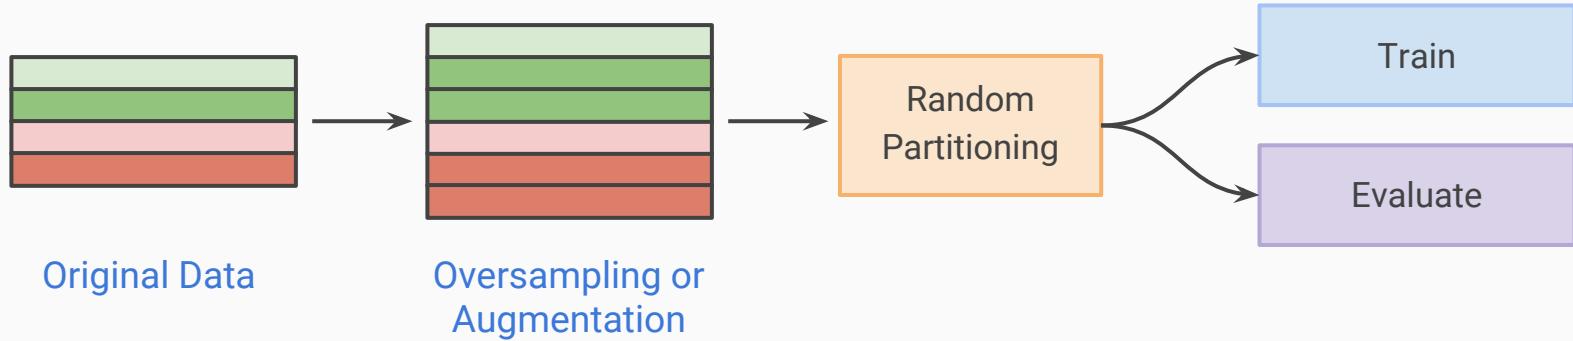 Original Data
Oversampling or
Augmentation
Random
Partitioning
Train
Evaluate